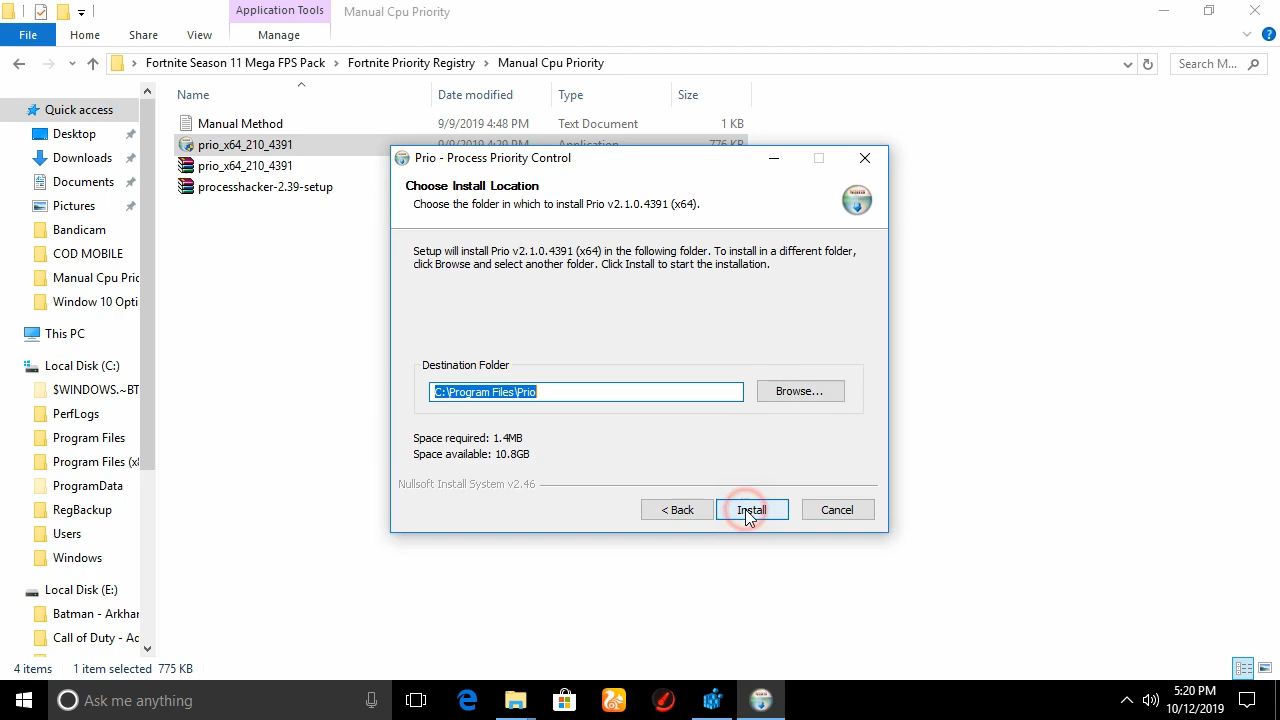 Application Tools
Manual Cpu Priority
File
Home
Share
View
Manage
Fortnite Season 11 Mega FPS Pack
Fortnite Priority Registry
Manual Cpu Priority
Search M...
Quick access
Desktop
Downloads
Documents
Pictures
Bandicam
COD MOBILE
Manual Cpu Pric
Window 10 Opti
This PC
Local Disk (C:)
$WINDOWS.~BT
PerfLogs
Program Files
Program Files (x
ProgramData
RegBackup
Users
Windows
Local Disk (E:)
Batman - Arkhar
Call of Duty - Ac
Name
Date modified
Type
Size
Manual Method
9/9/2019 4:48 PM
Text Document
1 KB
prio_x64_210_4391
9/9/2019 4:29 PM
Application
776 KB
prio_x64_210_4391
processhacker-2.39-setup
Prio - Process Priority Control
Choose Install Location
Choose the folder in which to install Prio v2.1.0.4391 (x64).
Setup will install Prio v2.1.0.4391 (x64) in the following folder. To install in a different folder,
click Browse and select another folder. Click Install to start the installation.
Destination Folder
C:\Program Files\Prio
Browse...
Space required: 1.4MB
Space available: 10.8GB
Nullsoft Install System v2.46
< Back
Install
Cancel
4 items
1 item selected 775 KB
Ask me anything
5:20 PM
10/12/2019